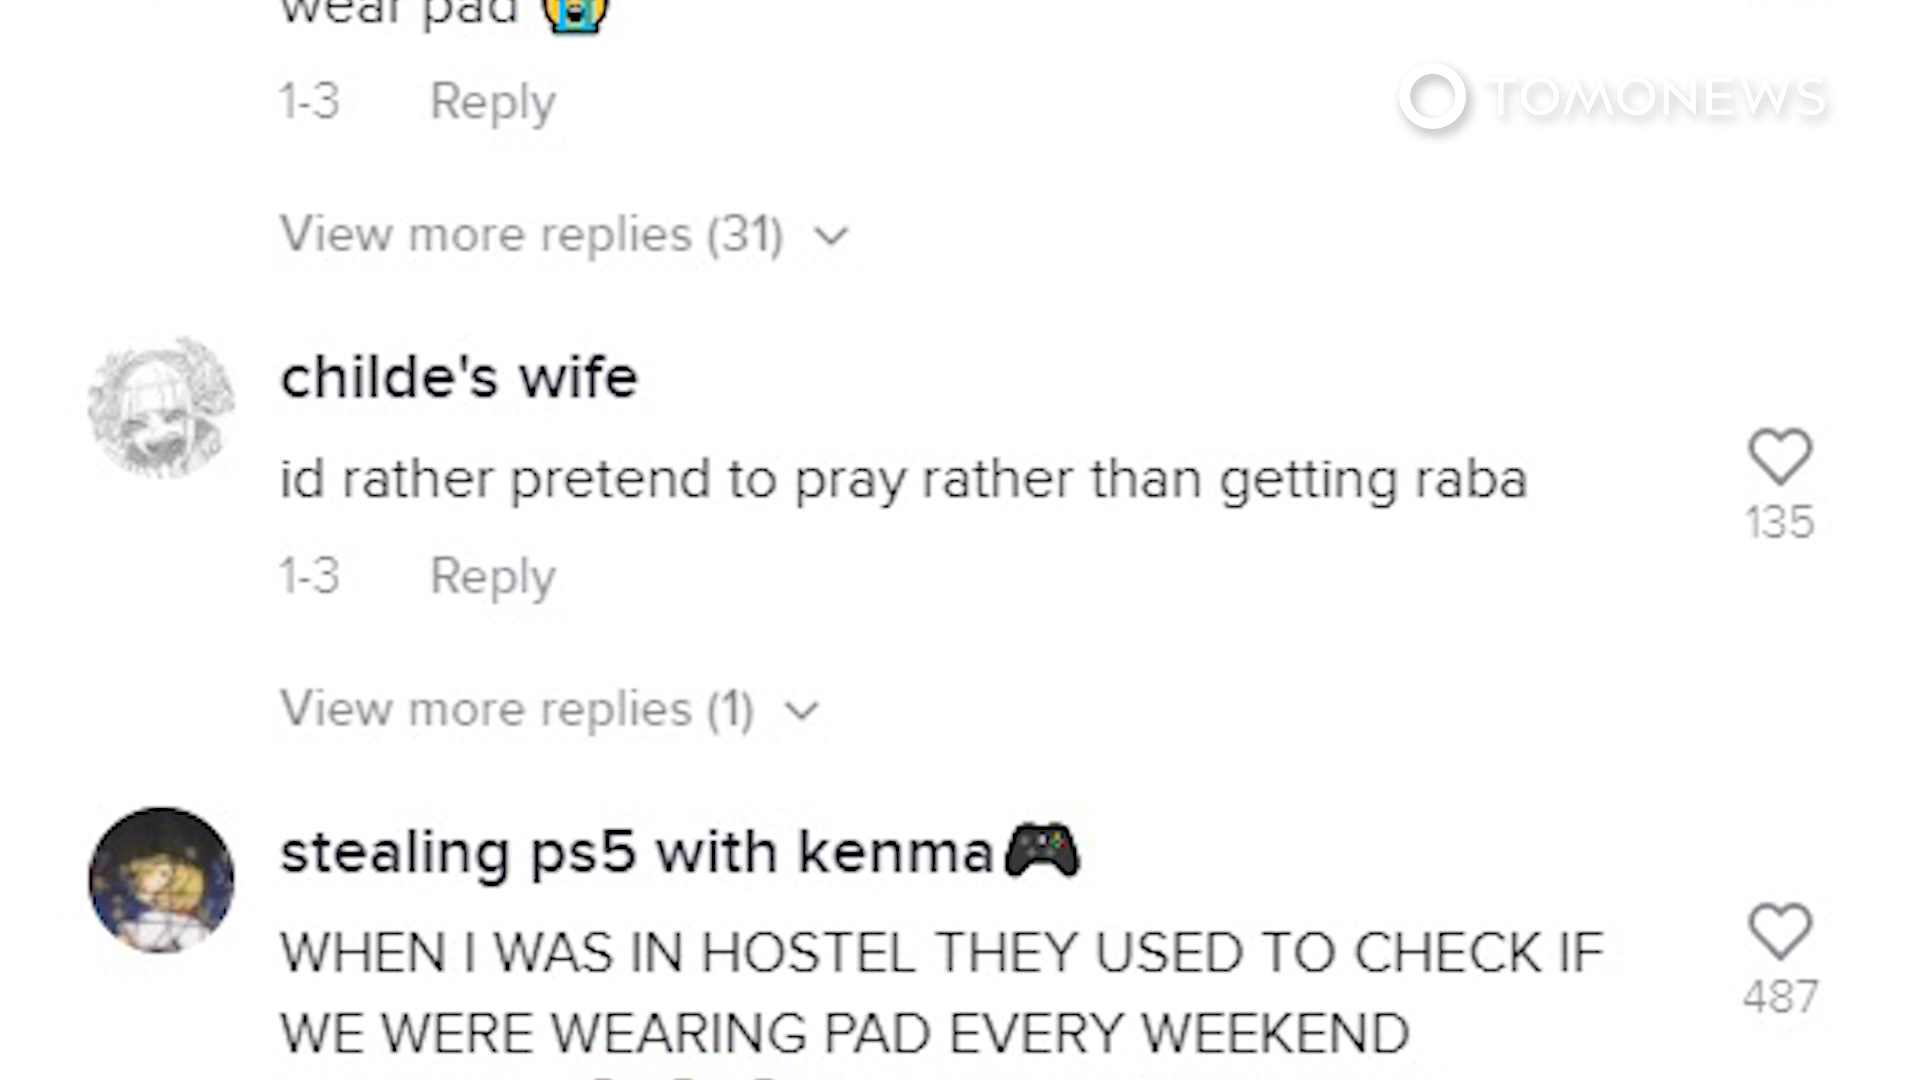 wear pad 😭
1-3 Reply
TOMONEWS
View more replies (31)
childe's wife
id rather pretend to pray rather than getting raba
135
1-3 Reply
View more replies (1)
stealing ps5 with kenma🎮
WHEN I WAS IN HOSTEL THEY USED TO CHECK IF
487
WE WERE WEARING PAD EVERY WEEKEND